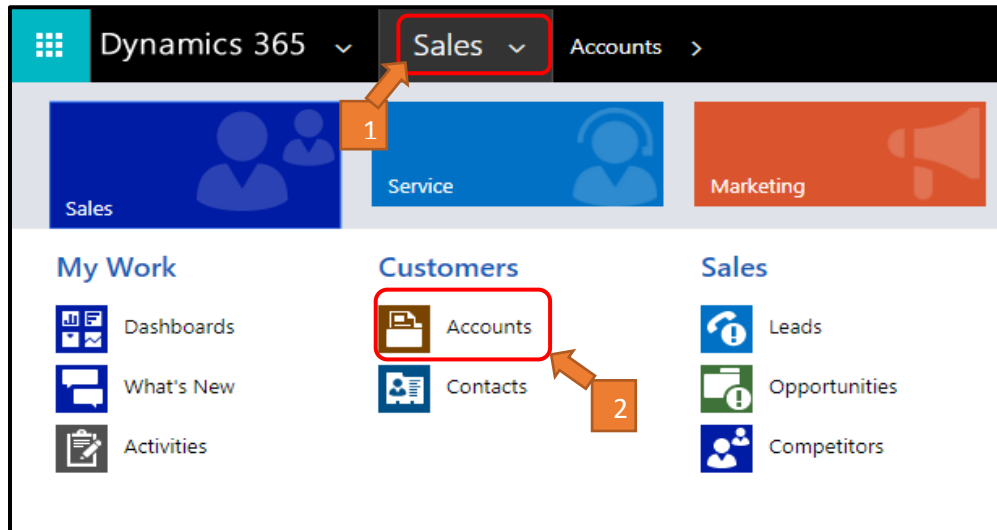 Dynamics 365 Sales Accounts >
1
Sales
Service
Marketing
My Work
Customers
Sales
Dashboards
Accounts
Leads
What's New
Contacts
Opportunities
2
Activities
Competitors